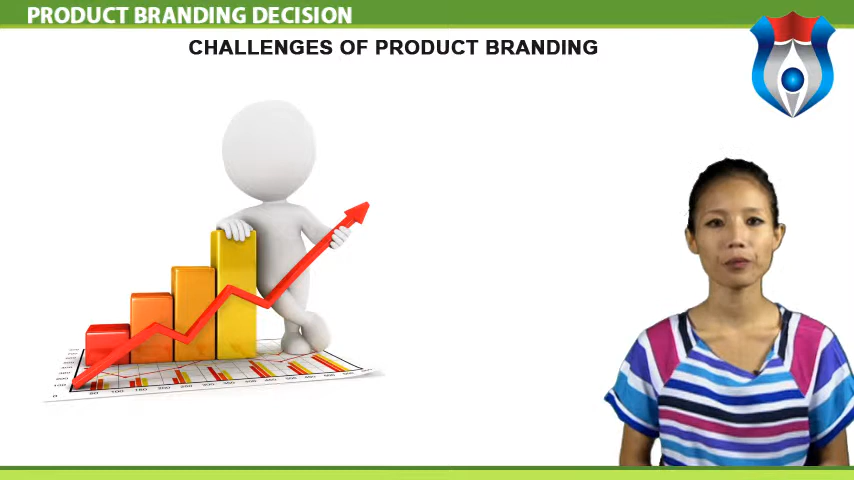 PRODUCT BRANDING DECISION
CHALLENGES OF PRODUCT BRANDING